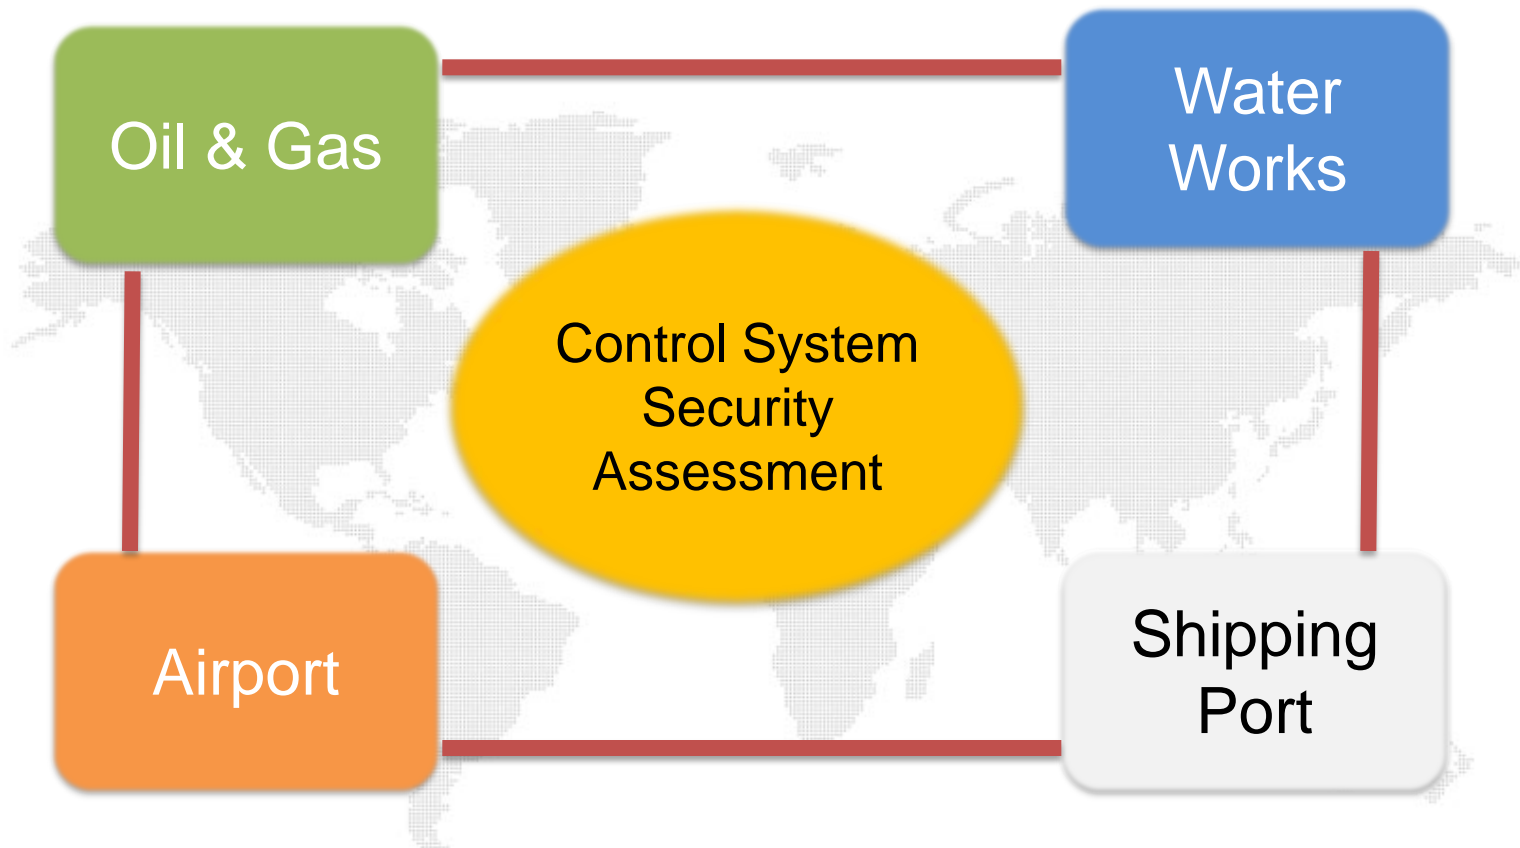 Oil & Gas
Water
Works
Control System
Security
Assessment
Airport
Shipping
Port